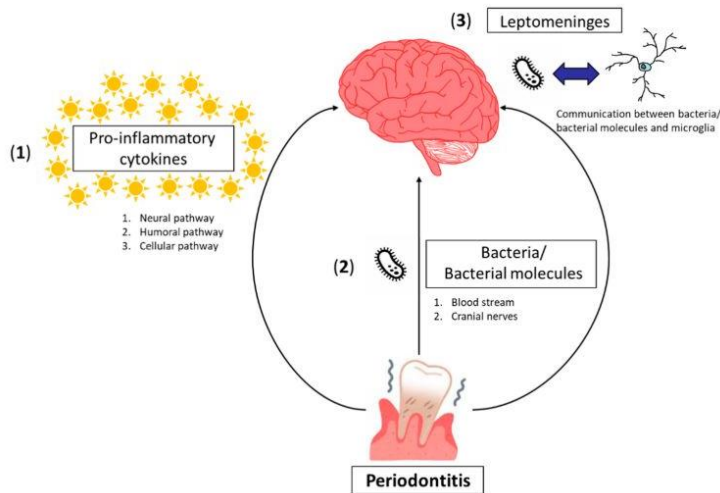 (3)
Leptomeninges
Communication between bacteria/
bacterial molecules and microglia
(1)
Pro-inflammatory
cytokines
1. Neural pathway
2. Humoral pathway
3. Cellular pathway
(2)
Bacteria/
Bacterial molecules
1. Blood stream
2. Cranial nerves
Periodontitis